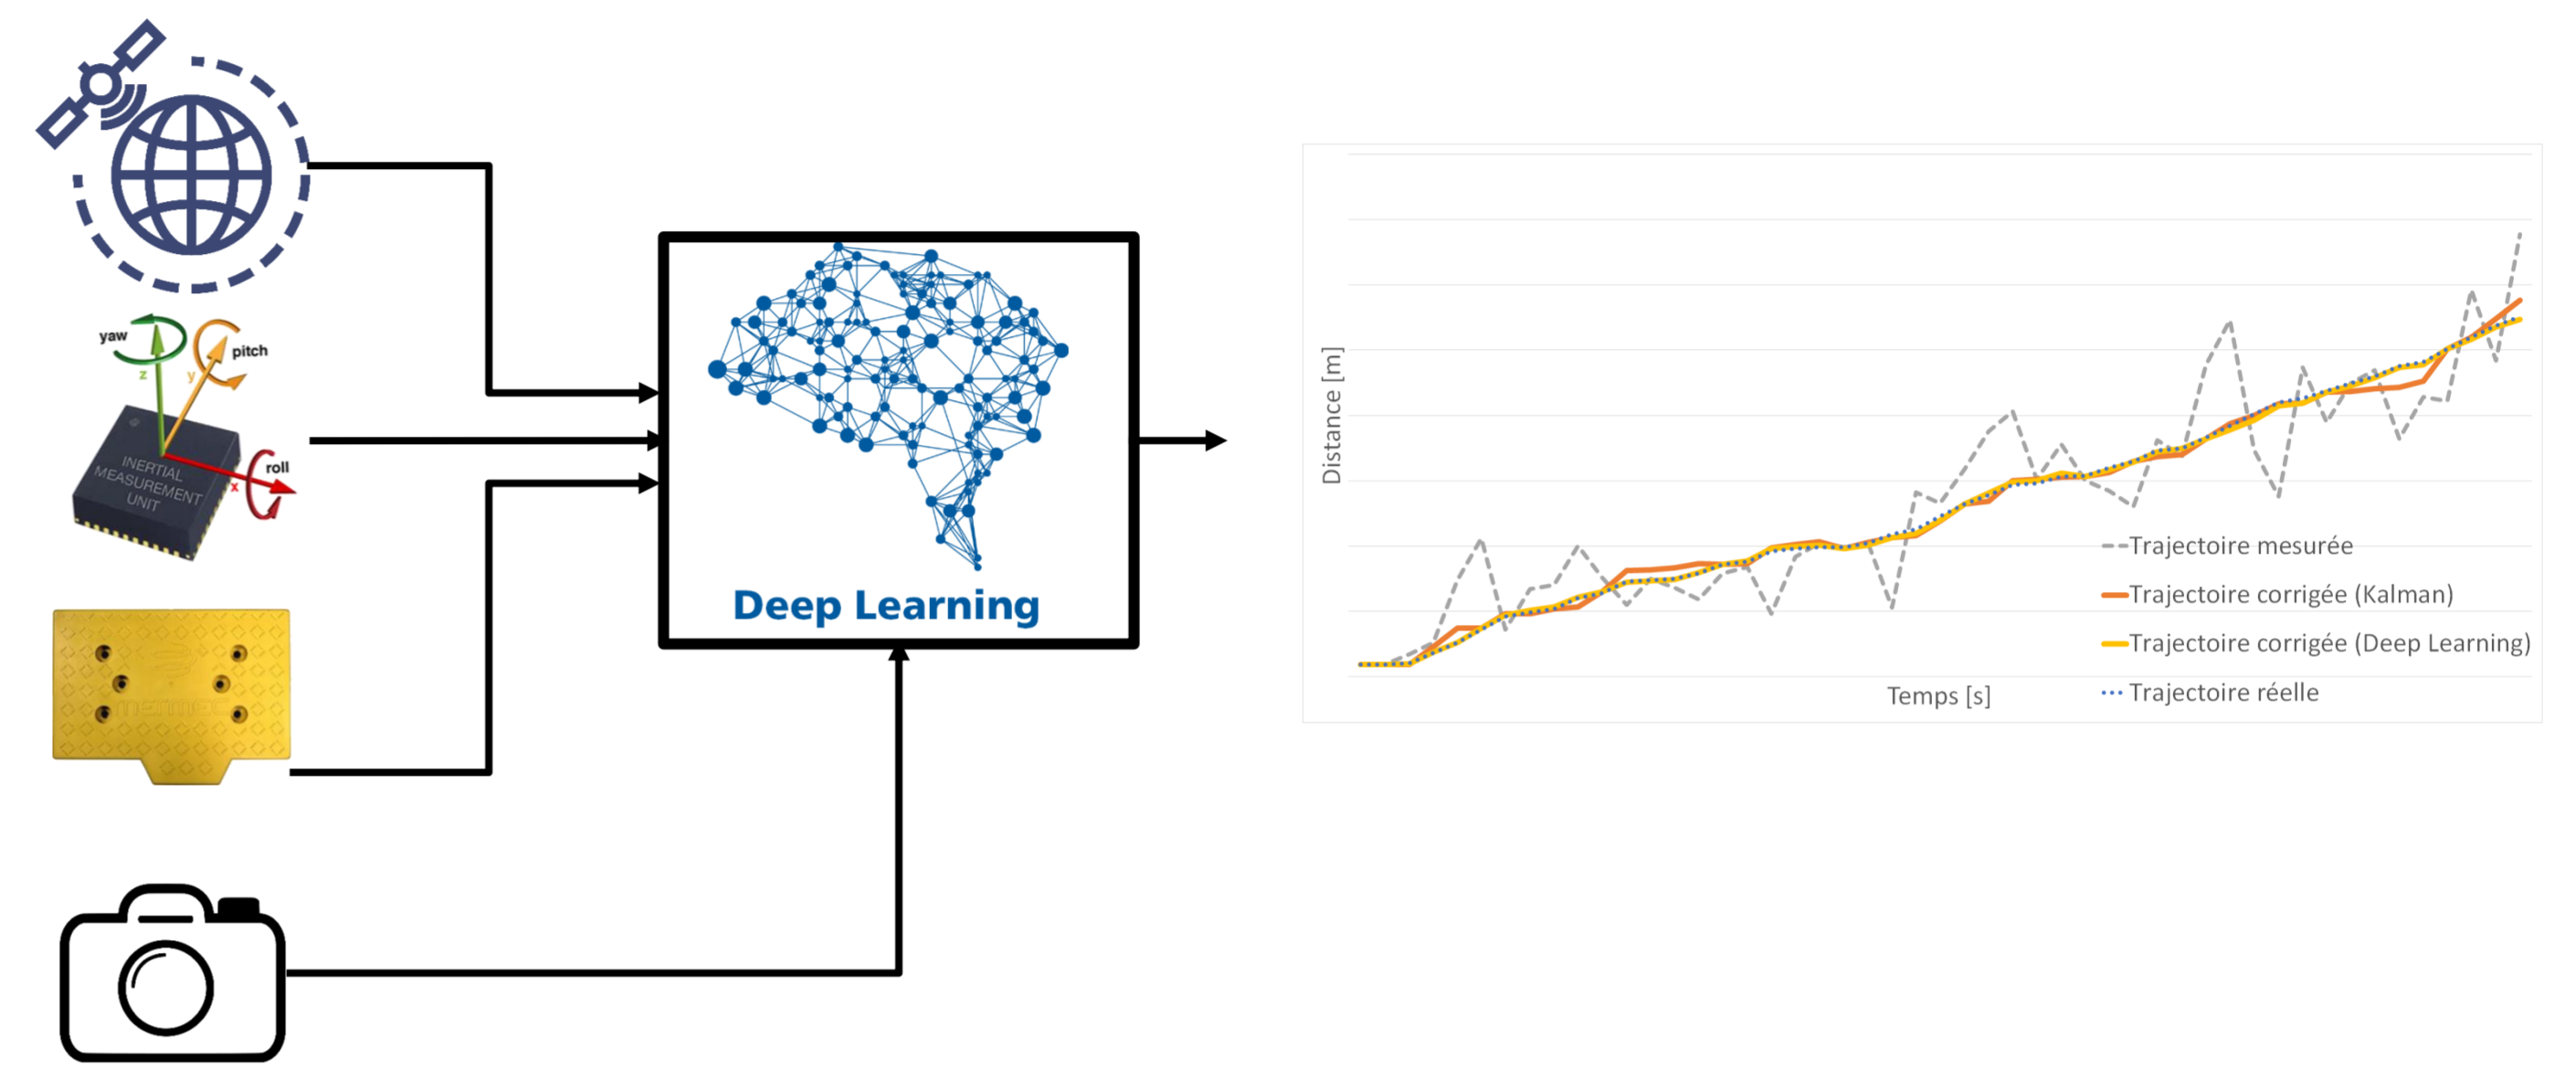 yaw
pitch
z
y
roll
x
INERTIAL
MEASUREMENT
UNIT
Deep Learning
Distance [m]
Trajectoire mesurée
Trajectoire corrigée (Kalman)
Trajectoire corrigée (Deep Learning)
Trajectoire réelle
Temps [s]